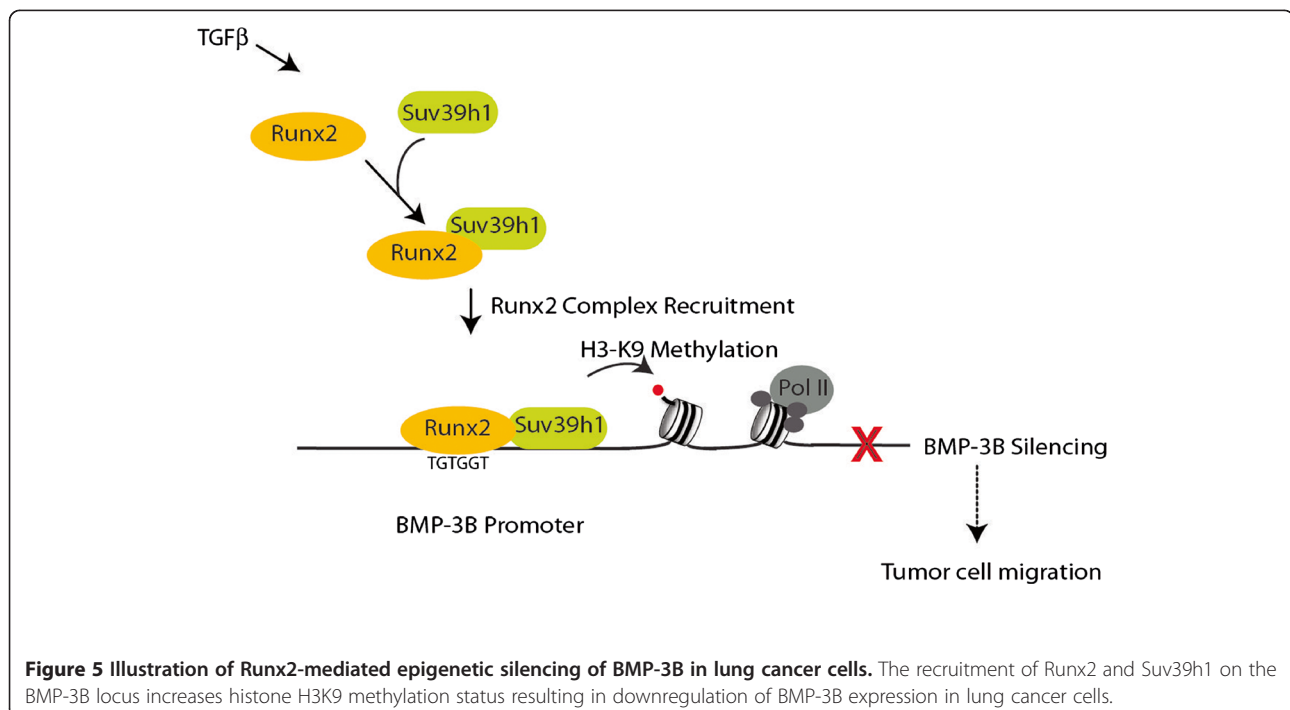 TGFβ
Suv39h1
Runx2
Suv39h1
Runx2
Runx2 Complex Recruitment
H3-K9 Methylation
Pol II
Runx2
Suv39h1
TGTGGT
X
BMP-3B Silencing
BMP-3B Promoter
Tumor cell migration
Figure 5 Illustration of Runx2-mediated epigenetic silencing of BMP-3B in lung cancer cells. The recruitment of Runx2 and Suv39h1 on the
BMP-3B locus increases histone H3K9 methylation status resulting in downregulation of BMP-3B expression in lung cancer cells.